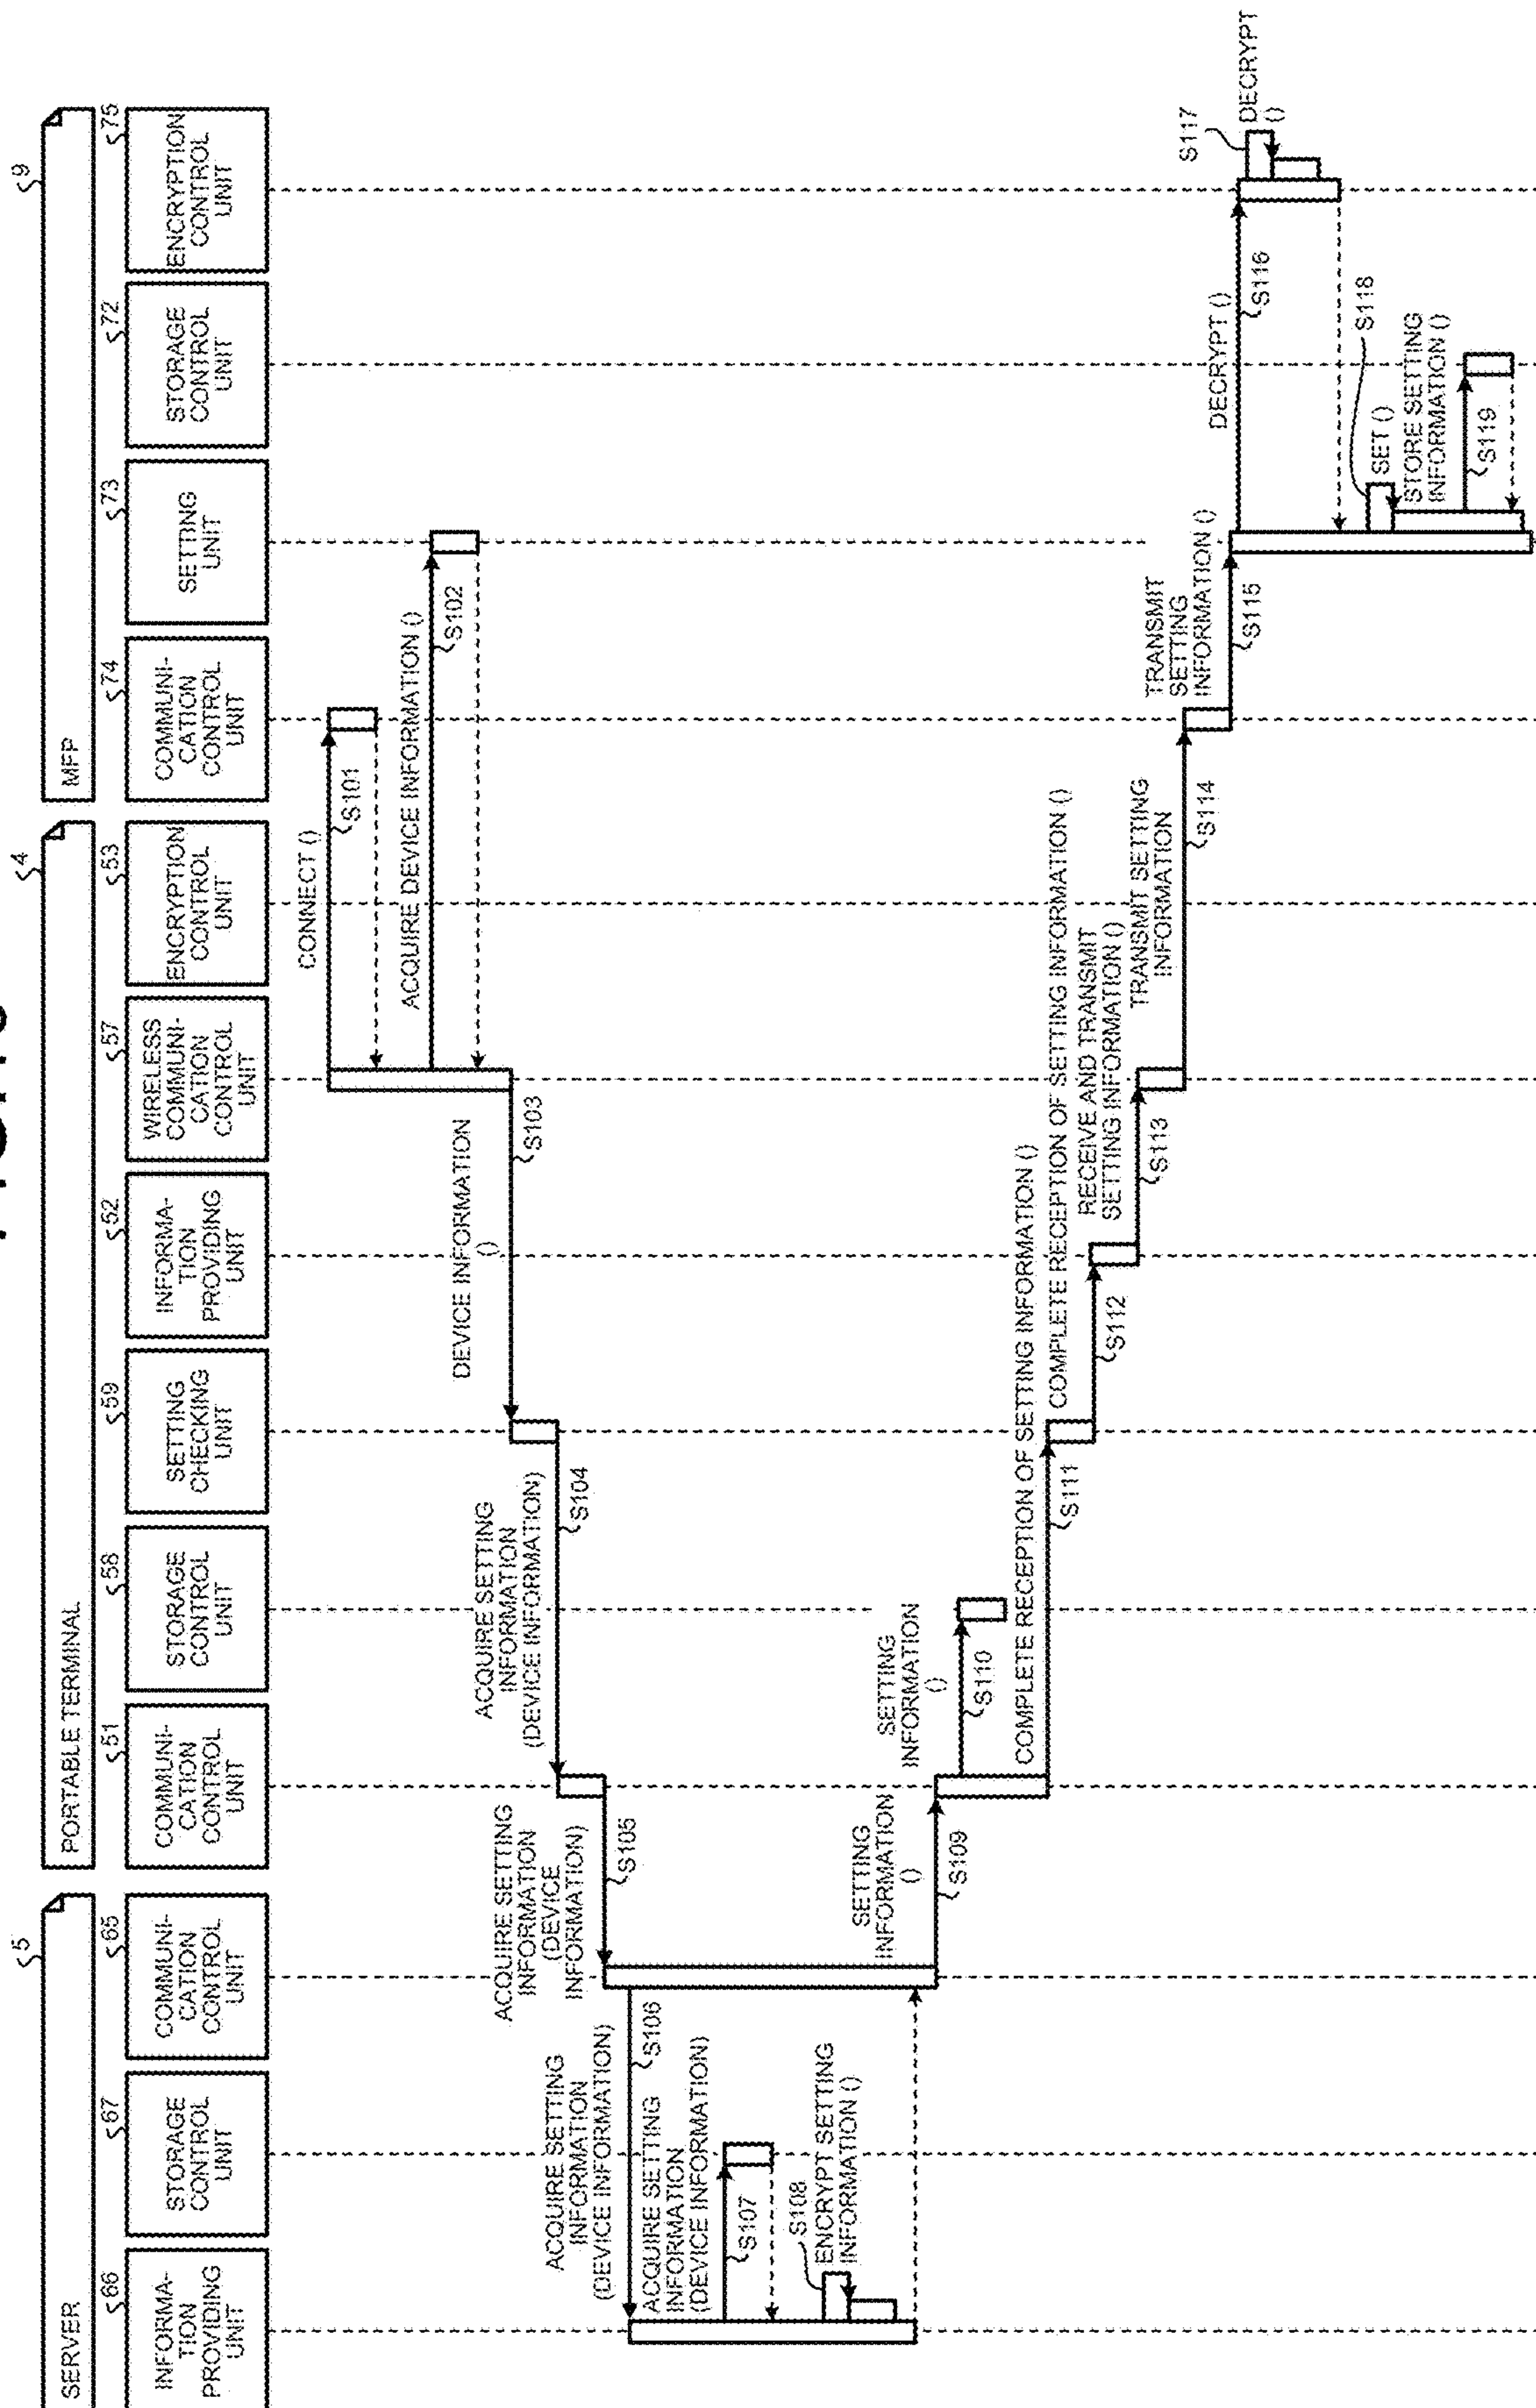 5
SERVER
66
INFORMA-
TION
PROVIDING
UNIT
67
STORAGE
CONTROL
UNIT
65
COMMUNI-
CATION
CONTROL
UNIT
4
PORTABLE TERMINAL
51
COMMUNI-
CATION
CONTROL
UNIT
58
STORAGE
CONTROL
UNIT
59
SETTING
CHECKING
UNIT
52
INFORMA-
TION
PROVIDING
UNIT
57
WIRELESS
COMMUNI-
CATION
CONTROL
UNIT
53
ENCRYPTION
CONTROL
UNIT
9
MFP
74
COMMUNI-
CATION
CONTROL
UNIT
73
SETTING
UNIT
72
STORAGE
CONTROL
UNIT
75
ENCRYPTION
CONTROL
UNIT
CONNECT ()
S101
ACQUIRE DEVICE INFORMATION ()
S102
DEVICE INFORMATION
()
S103
ACQUIRE SETTING
INFORMATION
(DEVICE INFORMATION)
S104
ACQUIRE SETTING
INFORMATION
(DEVICE
INFORMATION)
S105
ACQUIRE SETTING
INFORMATION
(DEVICE INFORMATION)
S106
ACQUIRE SETTING
INFORMATION
(DEVICE INFORMATION)
S107
S108
ENCRYPT SETTING
INFORMATION ()
SETTING
INFORMATION
()
S109
SETTING
INFORMATION
()
S110
COMPLETE RECEPTION OF SETTING INFORMATION ()
S111
COMPLETE RECEPTION OF SETTING INFORMATION ()
S112
RECEIVE AND TRANSMIT
SETTING INFORMATION ()
S113
TRANSMIT SETTING
INFORMATION
S114
TRANSMIT
SETTING
INFORMATION ()
S115
DECRYPT ()
S116
S117
DECRYPT
()
S118
SET ()
STORE SETTING
INFORMATION ()
S119